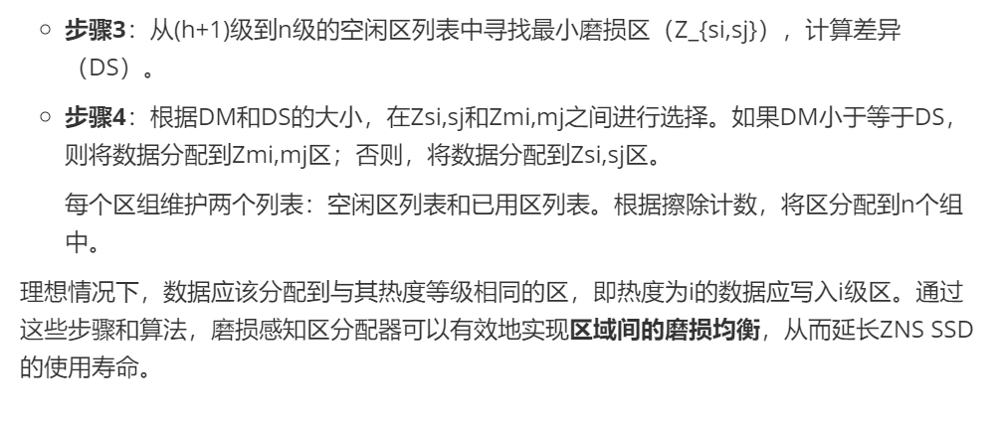 步骤3：从(h+1)级到n级的空闲区列表中寻找最小磨损区（Z_{si,sj}），计算差异
（DS）。
步骤4：根据DM和DS的大小，在Zsi,sj和Zmi,mj之间进行选择。如果DM小于等于DS，
则将数据分配到Zmi,mj区；否则，将数据分配到Zsi,sj区。
每个区组维护两个列表：空闲区列表和已用区列表。根据擦除计数，将区分配到n个组
中。
理想情况下，数据应该分配到与其热度等级相同的区，即热度为i的数据应写入i级区。通过
这些步骤和算法，磨损感知区分配器可以有效地实现区域间的磨损均衡，从而延长ZNS SSD
的使用寿命。